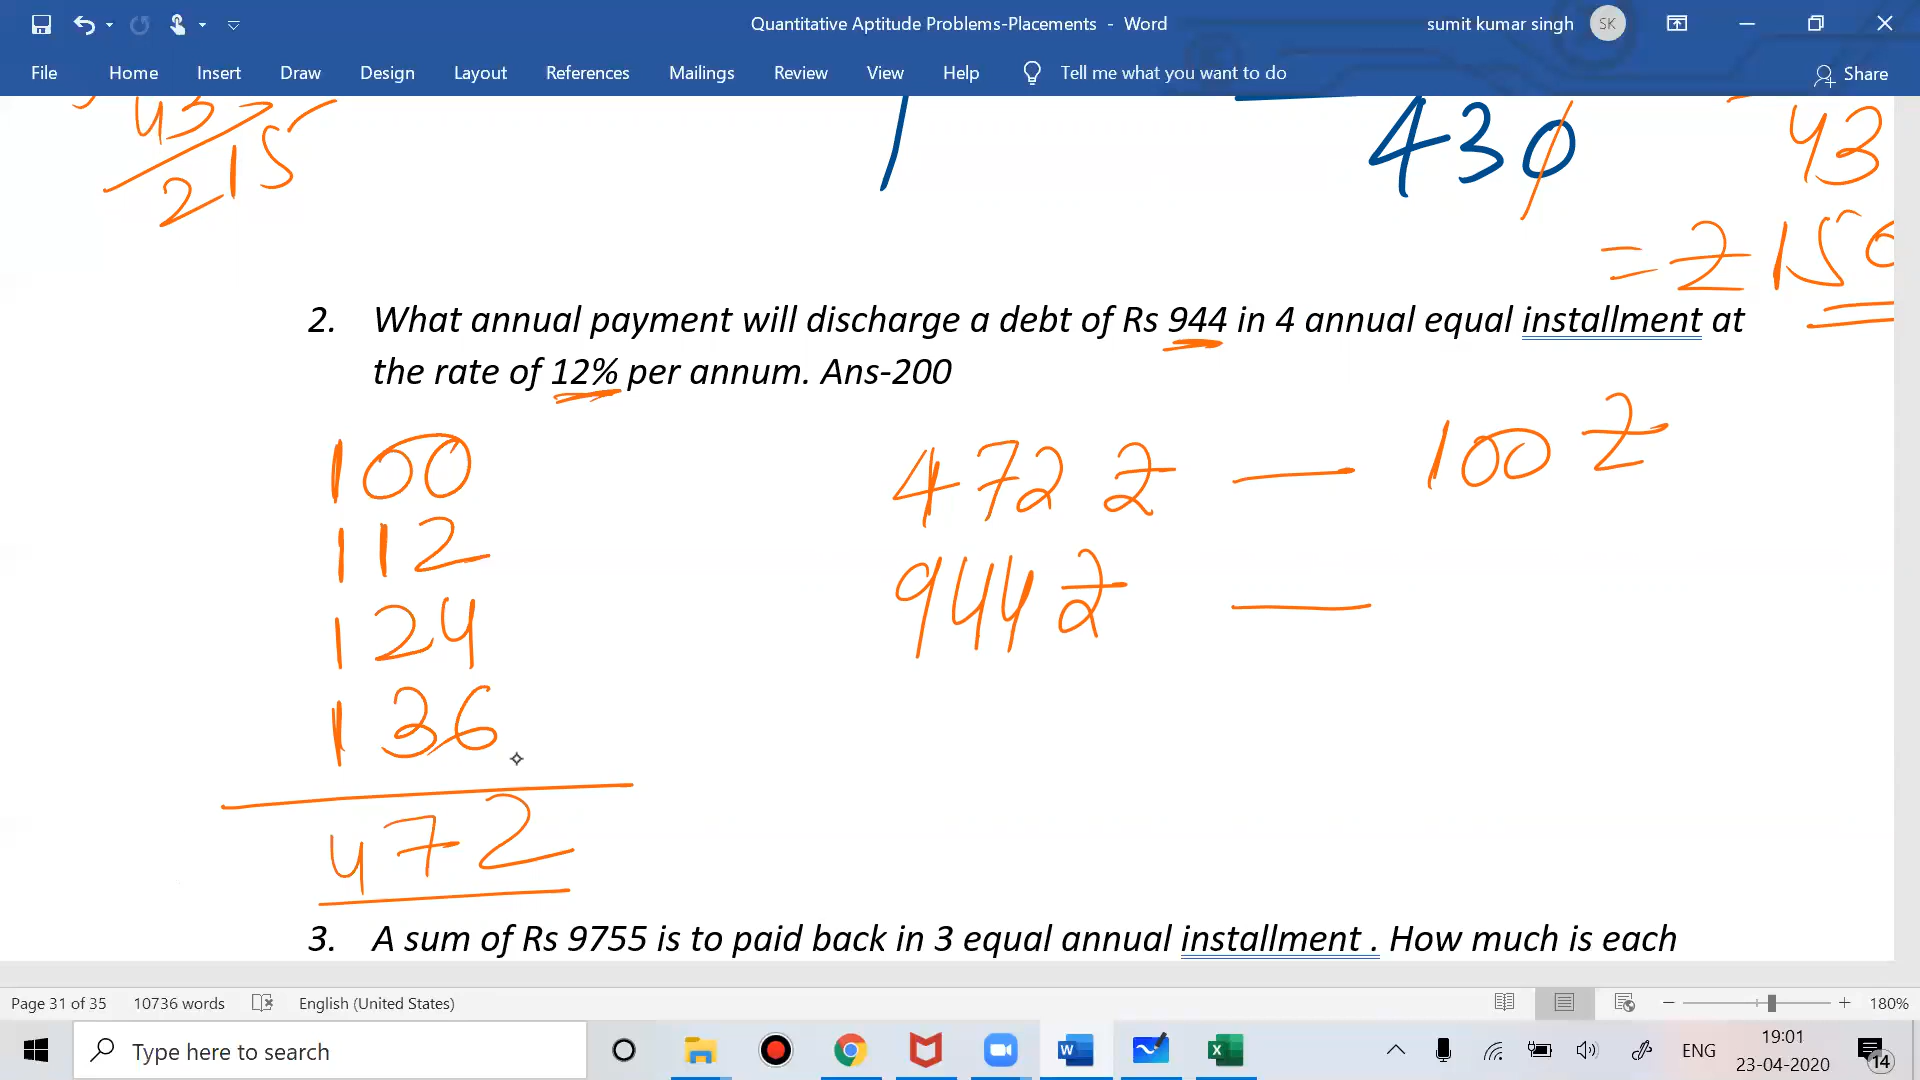 Quantitative Aptitude Problems-Placements - Word
sumit kumar singh SK
File Home Insert Draw Design Layout References Mailings Review View Help Tell me what you want to do Share
215
430
43
= 2150
2. What annual payment will discharge a debt of Rs 944 in 4 annual equal installment at
the rate of 12% per annum. Ans-200
100
112
124
136
472
472 ₹ — 100 ₹
944 ₹ —
3. A sum of Rs 9755 is to paid back in 3 equal annual installment . How much is each
Page 31 of 35 10736 words English (United States) 180%
Type here to search
ENG 19:01
23-04-2020
14